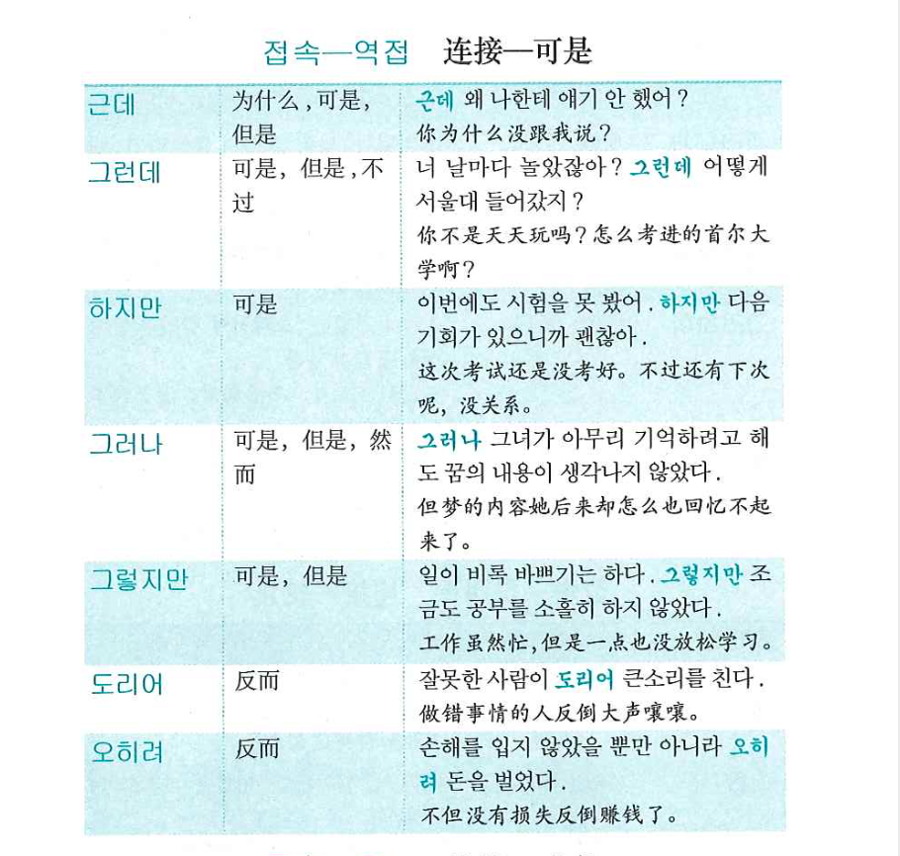 접속—역접 连接—可是
근데 为什么,可是, 근데 왜 나한테 얘기 안 했어?
但是 你为什么没跟我说?
그런데 可是，但是,不 너 날마다 놀았잖아? 그런데 어떻게
过 서울대 들어갔지?
你不是天天玩吗?怎么考进的首尔大
学啊?
하지만 可是 이번에도 시험을 못 봤어. 하지만 다음
기회가 있으니까 괜찮아.
这次考试还是没考好。不过还有下次
呢，没关系。
그러나 可是，但是，然 그러나 그녀가 아무리 기억하려고 해
而 도 꿈의 내용이 생각나지 않았다.
但梦的内容她后来却怎么也回忆不起
来了。
그렇지만 可是，但是 일이 비록 바쁘기는 하다. 그렇지만 조
금도 공부를 소홀히 하지 않았다.
工作虽然忙,但是一点也没放松学习。
도리어 反而 잘못한 사람이 도리어 큰소리를 친다.
做错事情的人反倒大声嚷嚷。
오히려 反而 손해를 입지 않았을 뿐만 아니라 오히
려 돈을 벌었다.
不但没有损失反倒赚钱了。